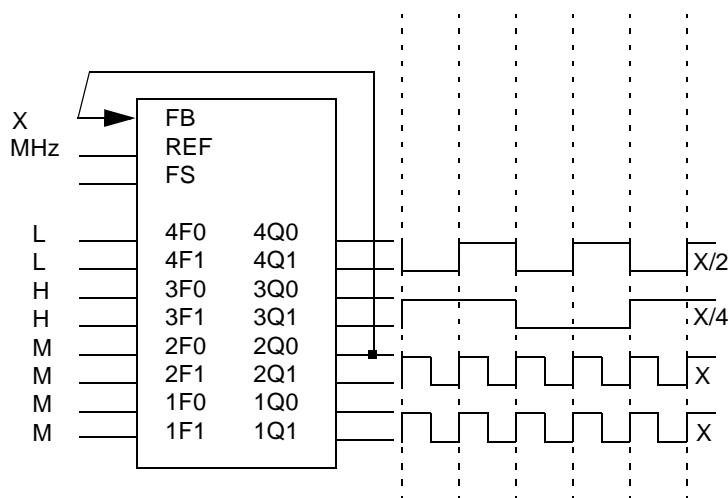 FB
X
MHz REF
FS
L 4F0 4Q0
L 4F1 4Q1 X/2
H 3F0 3Q0
H 3F1 3Q1 X/4
M 2F0 2Q0
M 2F1 2Q1 X
M 1F0 1Q0
M 1F1 1Q1 X